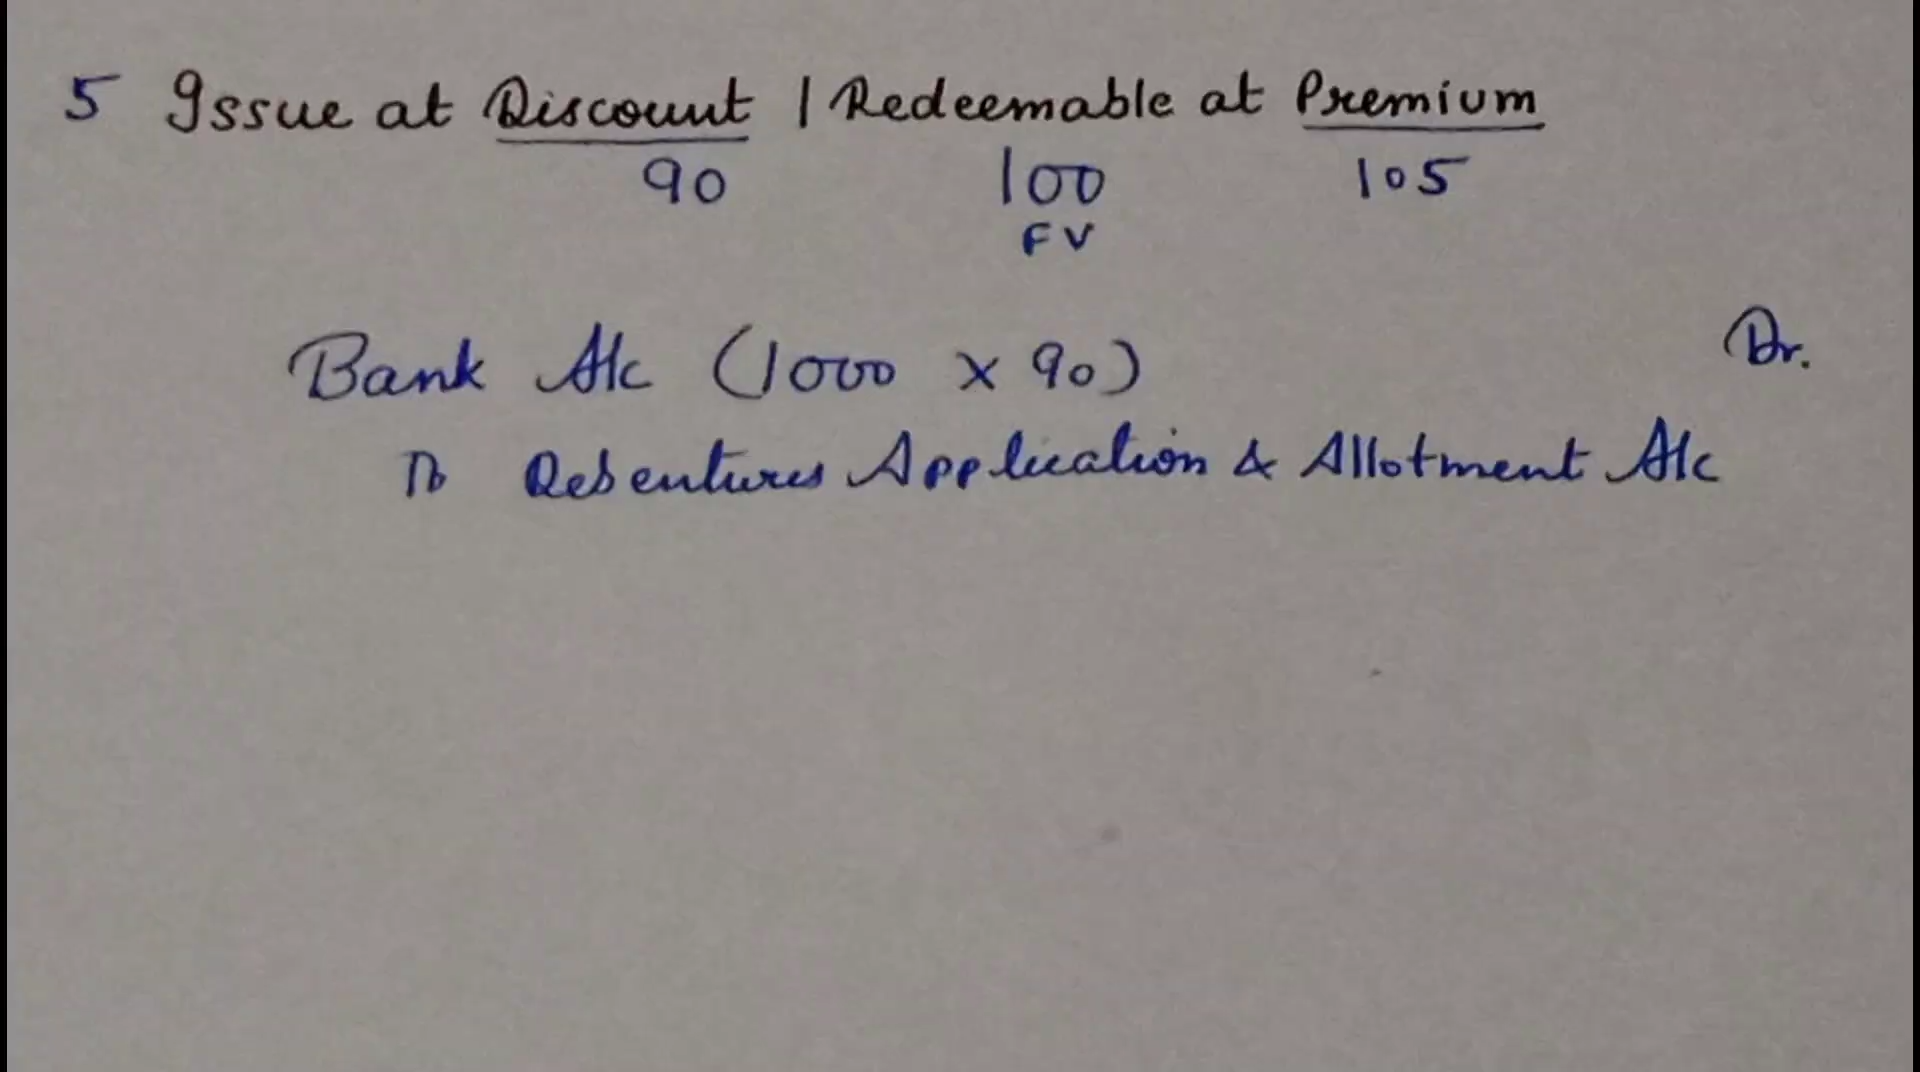 5 Issue at Discount | Redeemable at Premium
90 100 105
FV
Bank A/c (1000 x 90) Dr.
To Debentures Application & Allotment A/c